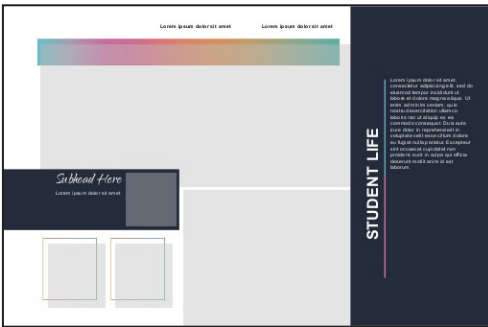 Lorem ipsum dolor sit amet
Lorem ipsum dolor sit amet
Subhead Here
Lorem ipsum dolor sit amet
STUDENT LIFE
Lorem ipsum dolor sit amet,
consectetur adipiscing elit, sed do
eiusmod tempor incididunt ut
labore et dolore magna aliqua. Ut
enim ad minim veniam, quis
nostrud exercitation ullamco
laboris nisi ut aliquip ex ea
commodo consequat. Duis aute
irure dolor in reprehenderit in
voluptate velit esse cillum dolore
eu fugiat nulla pariatur. Excepteur
sint occaecat cupidatat non
proident, sunt in culpa qui officia
deserunt mollit anim id est
laborum.